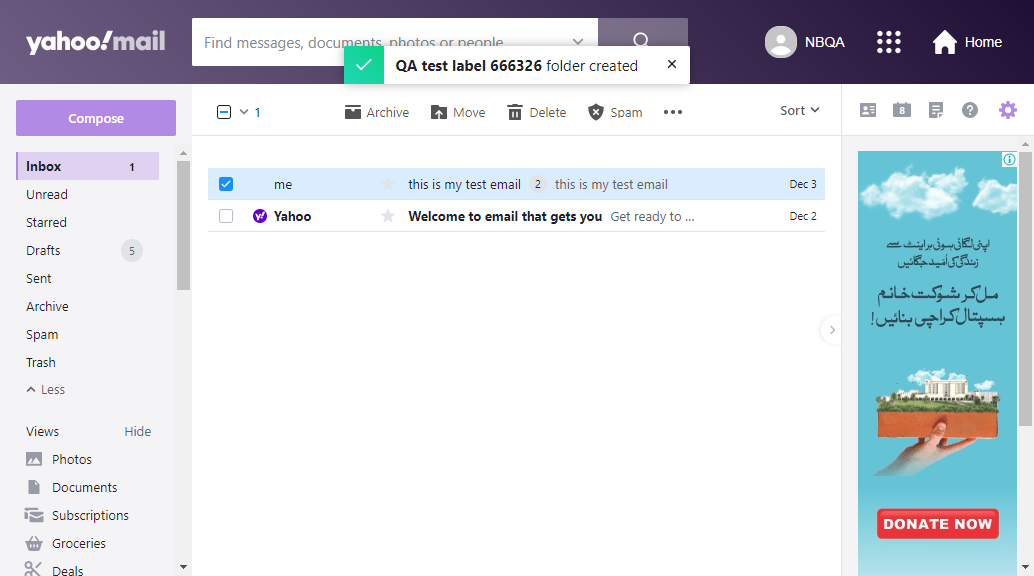 yahoo!mail
Find messages, documents, photos or people
NBQA
Home
QA test label 666326 folder created
Compose
1
Archive
Move
Delete
Spam
Sort
8
Inbox 1
Unread
Starred
Drafts 5
Sent
Archive
Spam
Trash
Less
Views Hide
Photos
Documents
Subscriptions
Groceries
Deals
me this is my test email 2 this is my test email Dec 3
Yahoo Welcome to email that gets you Get ready to ... Dec 2
اپنی لگائی ہوئی ہر اینٹ سے
زندگی کی اُمید جگائیں
مل کر شوکت خانم
ہسپتال کراچی بنائیں!
DONATE NOW